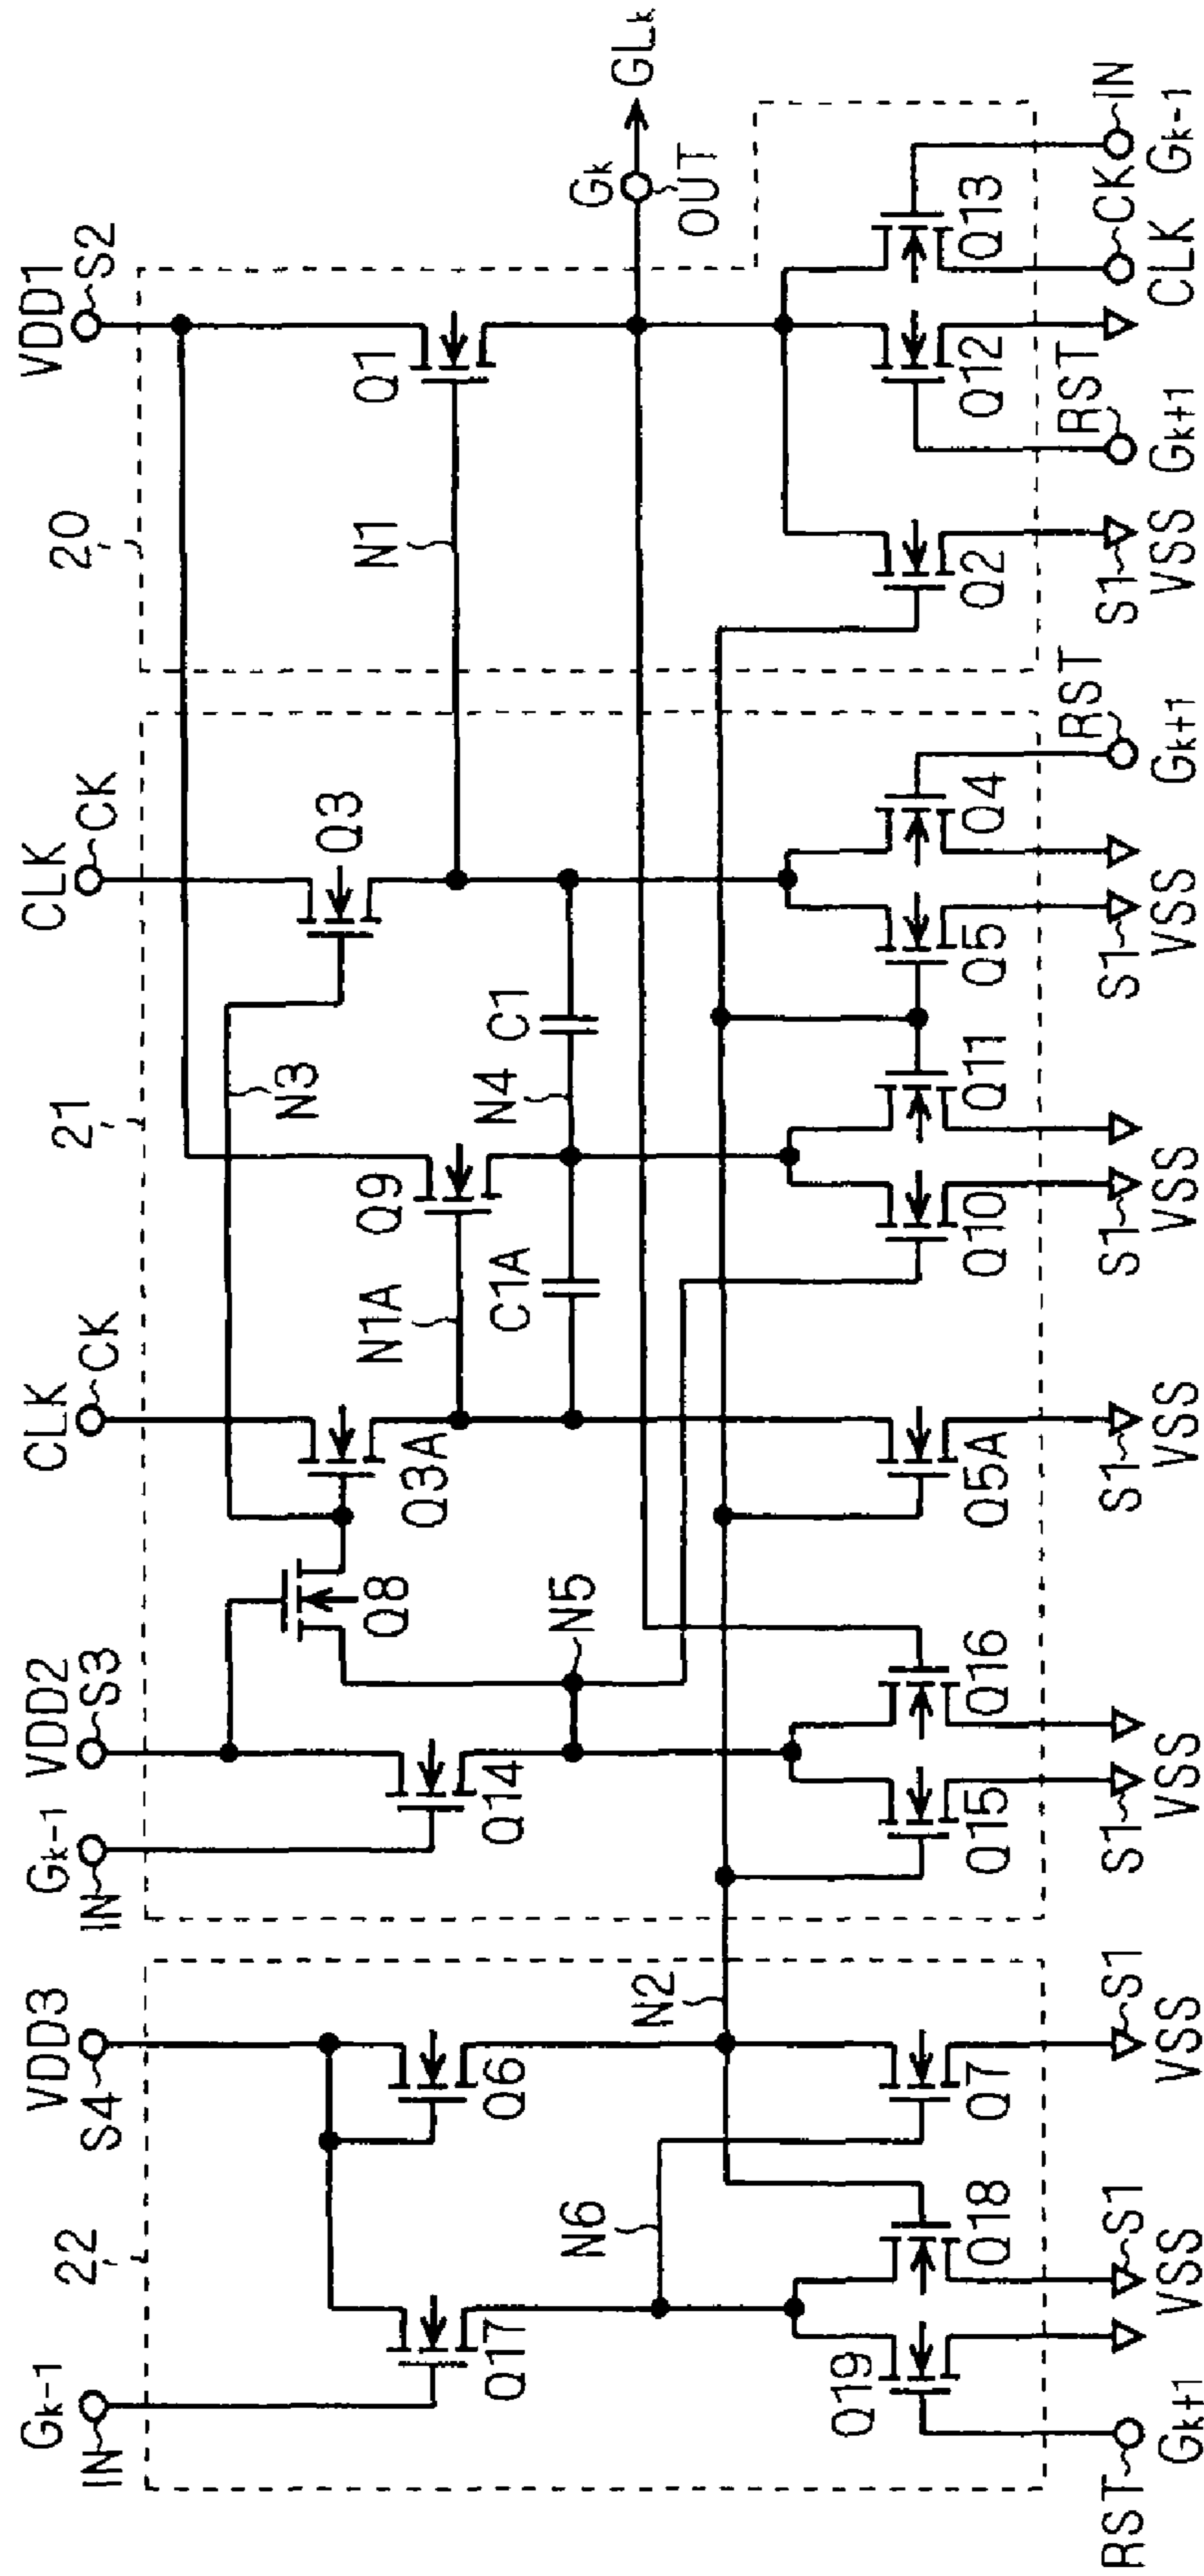 Gk-1
IN
22
VDD3
S4
Gk-1
IN
VDD2
S3
CLK
CK
21
CLK
CK
20
VDD1
S2
Q17
Q6
Q14
Q8
Q3A
N3
Q3
Q1
N1A
Q9
N1
N6
N2
N5
C1A
N4
C1
Gk
OUT
GLk
Q19
Q18
Q7
Q15
Q16
Q5A
Q10
Q11
Q5
Q4
Q2
Q12
Q13
RST
Gk+1
S1
VSS
S1
VSS
S1
VSS
S1
VSS
S1
VSS
S1
VSS
RST
Gk+1
S1
VSS
RST
Gk+1
CLK
CK
Gk-1
IN